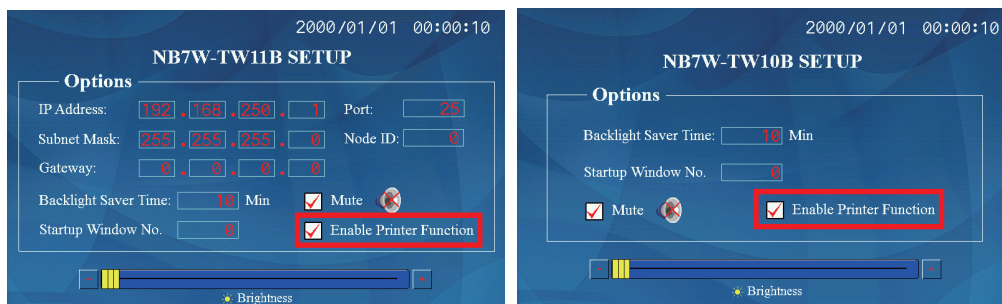 2000/01/01 00:00:10
NB7W-TW11B SETUP
Options
IP Address: 192 . 168 . 250 . 1 Port: 25
Subnet Mask: 255 . 255 . 255 . 0 Node ID: 0
Gateway: 0 . 0 . 0 . 0
Backlight Saver Time: 10 Min Mute
Startup Window No. 0 Enable Printer Function
- +
Brightness
2000/01/01 00:00:10
NB7W-TW10B SETUP
Options
Backlight Saver Time: 10 Min
Startup Window No. 0
Mute Enable Printer Function
- +
Brightness